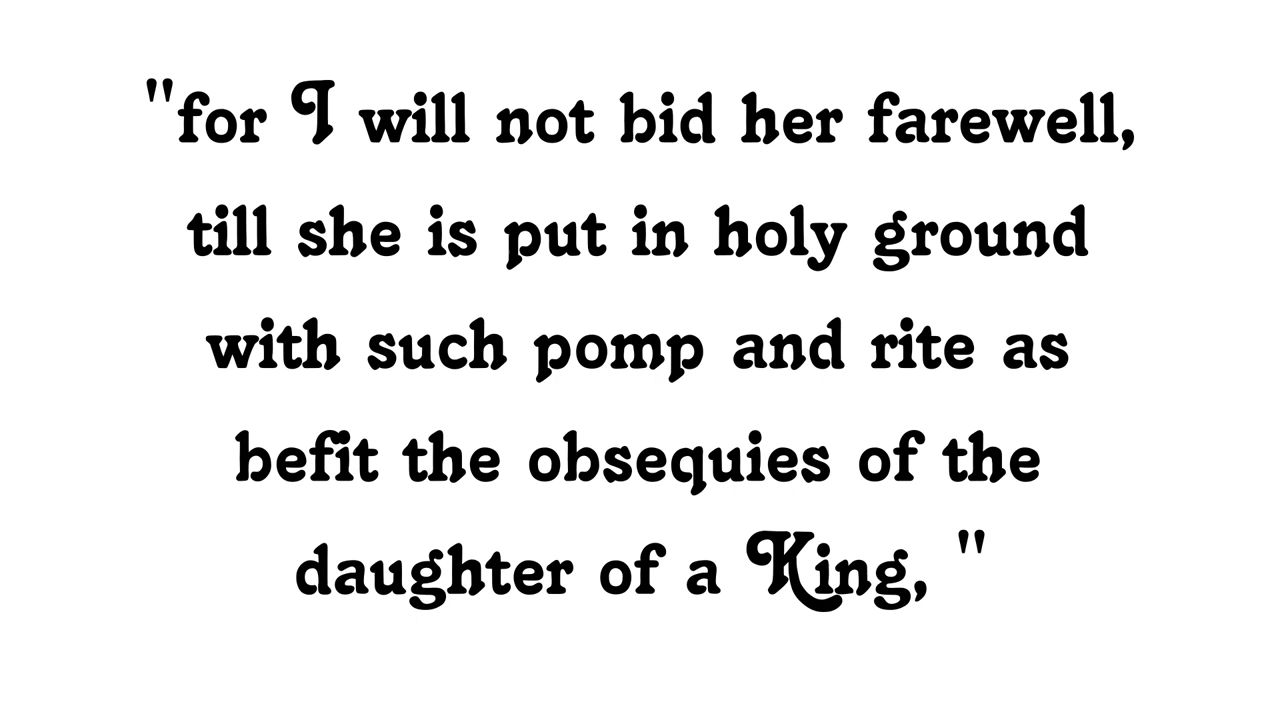 "for I will not bid her farewell,
till she is put in holy ground
with such pomp and rite as
befit the obsequies of the
daughter of a King, "